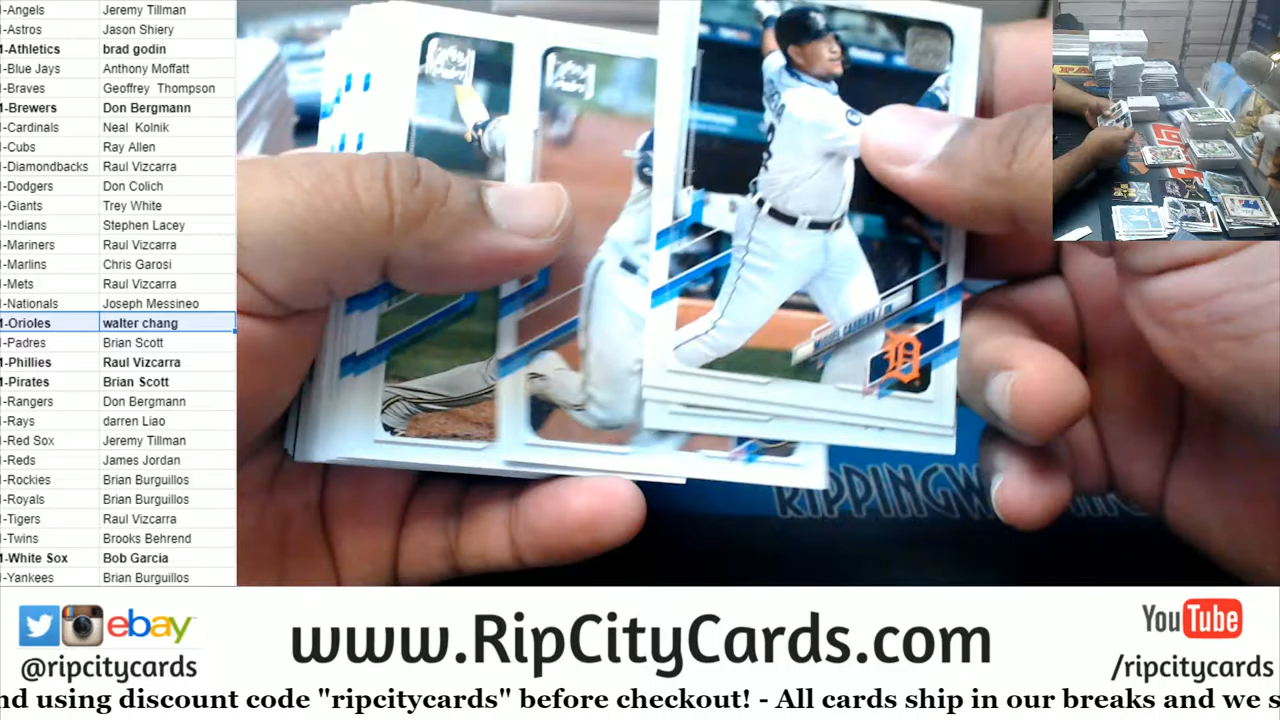 I-Angels Jeremy Tillman
I-Astros Jason Shiery
I-Athletics brad godin
I-Blue Jays Anthony Moffatt
I-Braves Geoffrey Thompson
I-Brewers Don Bergmann
I-Cardinals Neal Kolnik
I-Cubs Ray Allen
I-Diamondbacks Raul Vizcarra
I-Dodgers Don Colich
I-Giants Trey White
I-Indians Stephen Lacey
I-Mariners Raul Vizcarra
I-Marlins Chris Garosi
I-Mets Raul Vizcarra
I-Nationals Joseph Messineo
I-Orioles walter chang
I-Padres Brian Scott
I-Phillies Raul Vizcarra
I-Pirates Brian Scott
I-Rangers Don Bergmann
I-Rays darren Liao
I-Red Sox Jeremy Tillman
I-Reds James Jordan
I-Rockies Brian Burguillos
I-Royals Brian Burguillos
I-Tigers Raul Vizcarra
I-Twins Brooks Behrend
I-White Sox Bob Garcia
I-Yankees Brian Burguillos
MIGUEL CABRERA
D
RIPPINGW
ebay
@ripcitycards
www.RipCityCards.com
YouTube
/ripcitycards
nd using discount code "ripcitycards" before checkout! - All cards ship in our breaks and we s